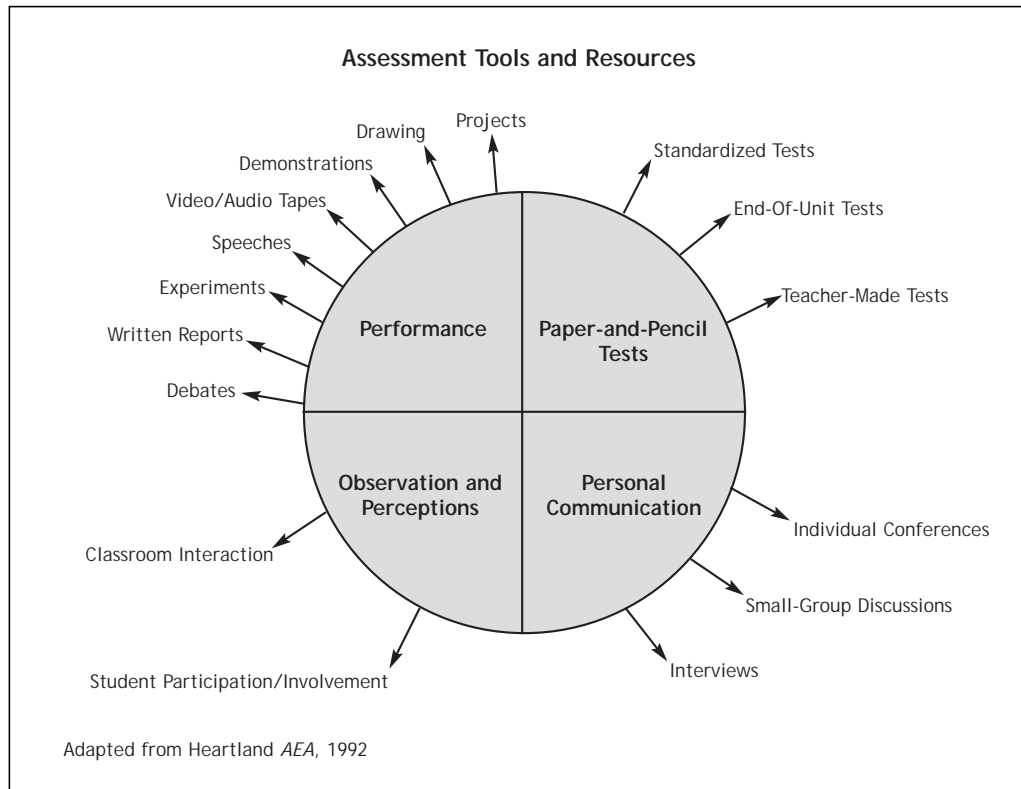 Assessment Tools and Resources
Projects
Drawing
Demonstrations
Video/Audio Tapes
Speeches
Experiments
Written Reports
Debates
Standardized Tests
End-Of-Unit Tests
Teacher-Made Tests
Performance
Paper-and-Pencil
Tests
Observation and
Perceptions
Personal
Communication
Classroom Interaction
Student Participation/Involvement
Individual Conferences
Small-Group Discussions
Interviews
Adapted from Heartland AEA, 1992